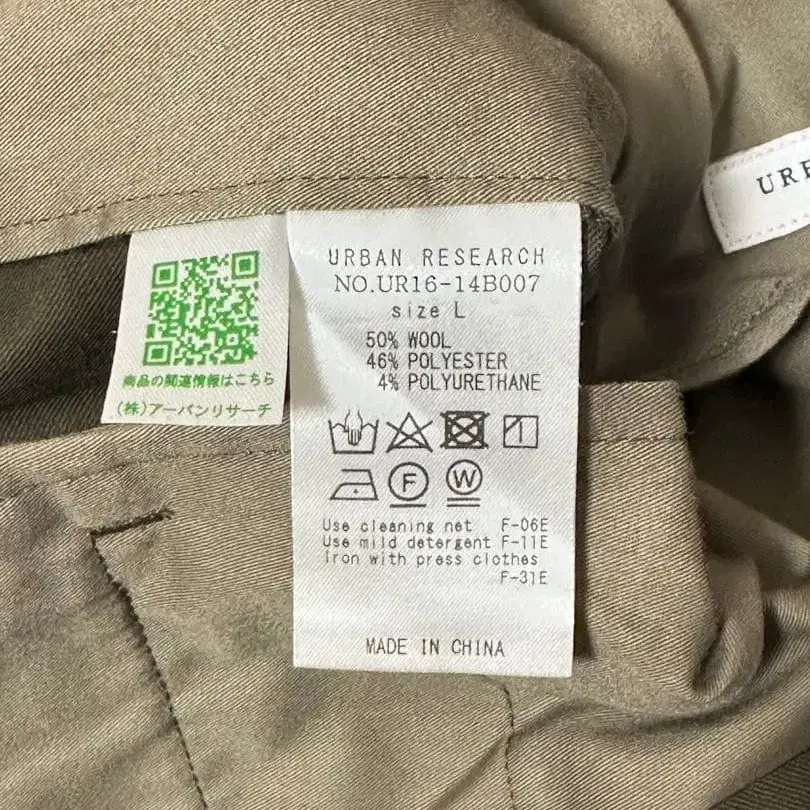 URBAN RESEARCH
NO.UR16-14B007
size L
50% WOOL
46% POLYESTER
4% POLYURETHANE
F
W
Use cleaning net F-06E
Use mild detergent F-11E
Iron with press clothes
F-31E
MADE IN CHINA
商品の関連情報はこちら
(株)アーバンリサーチ